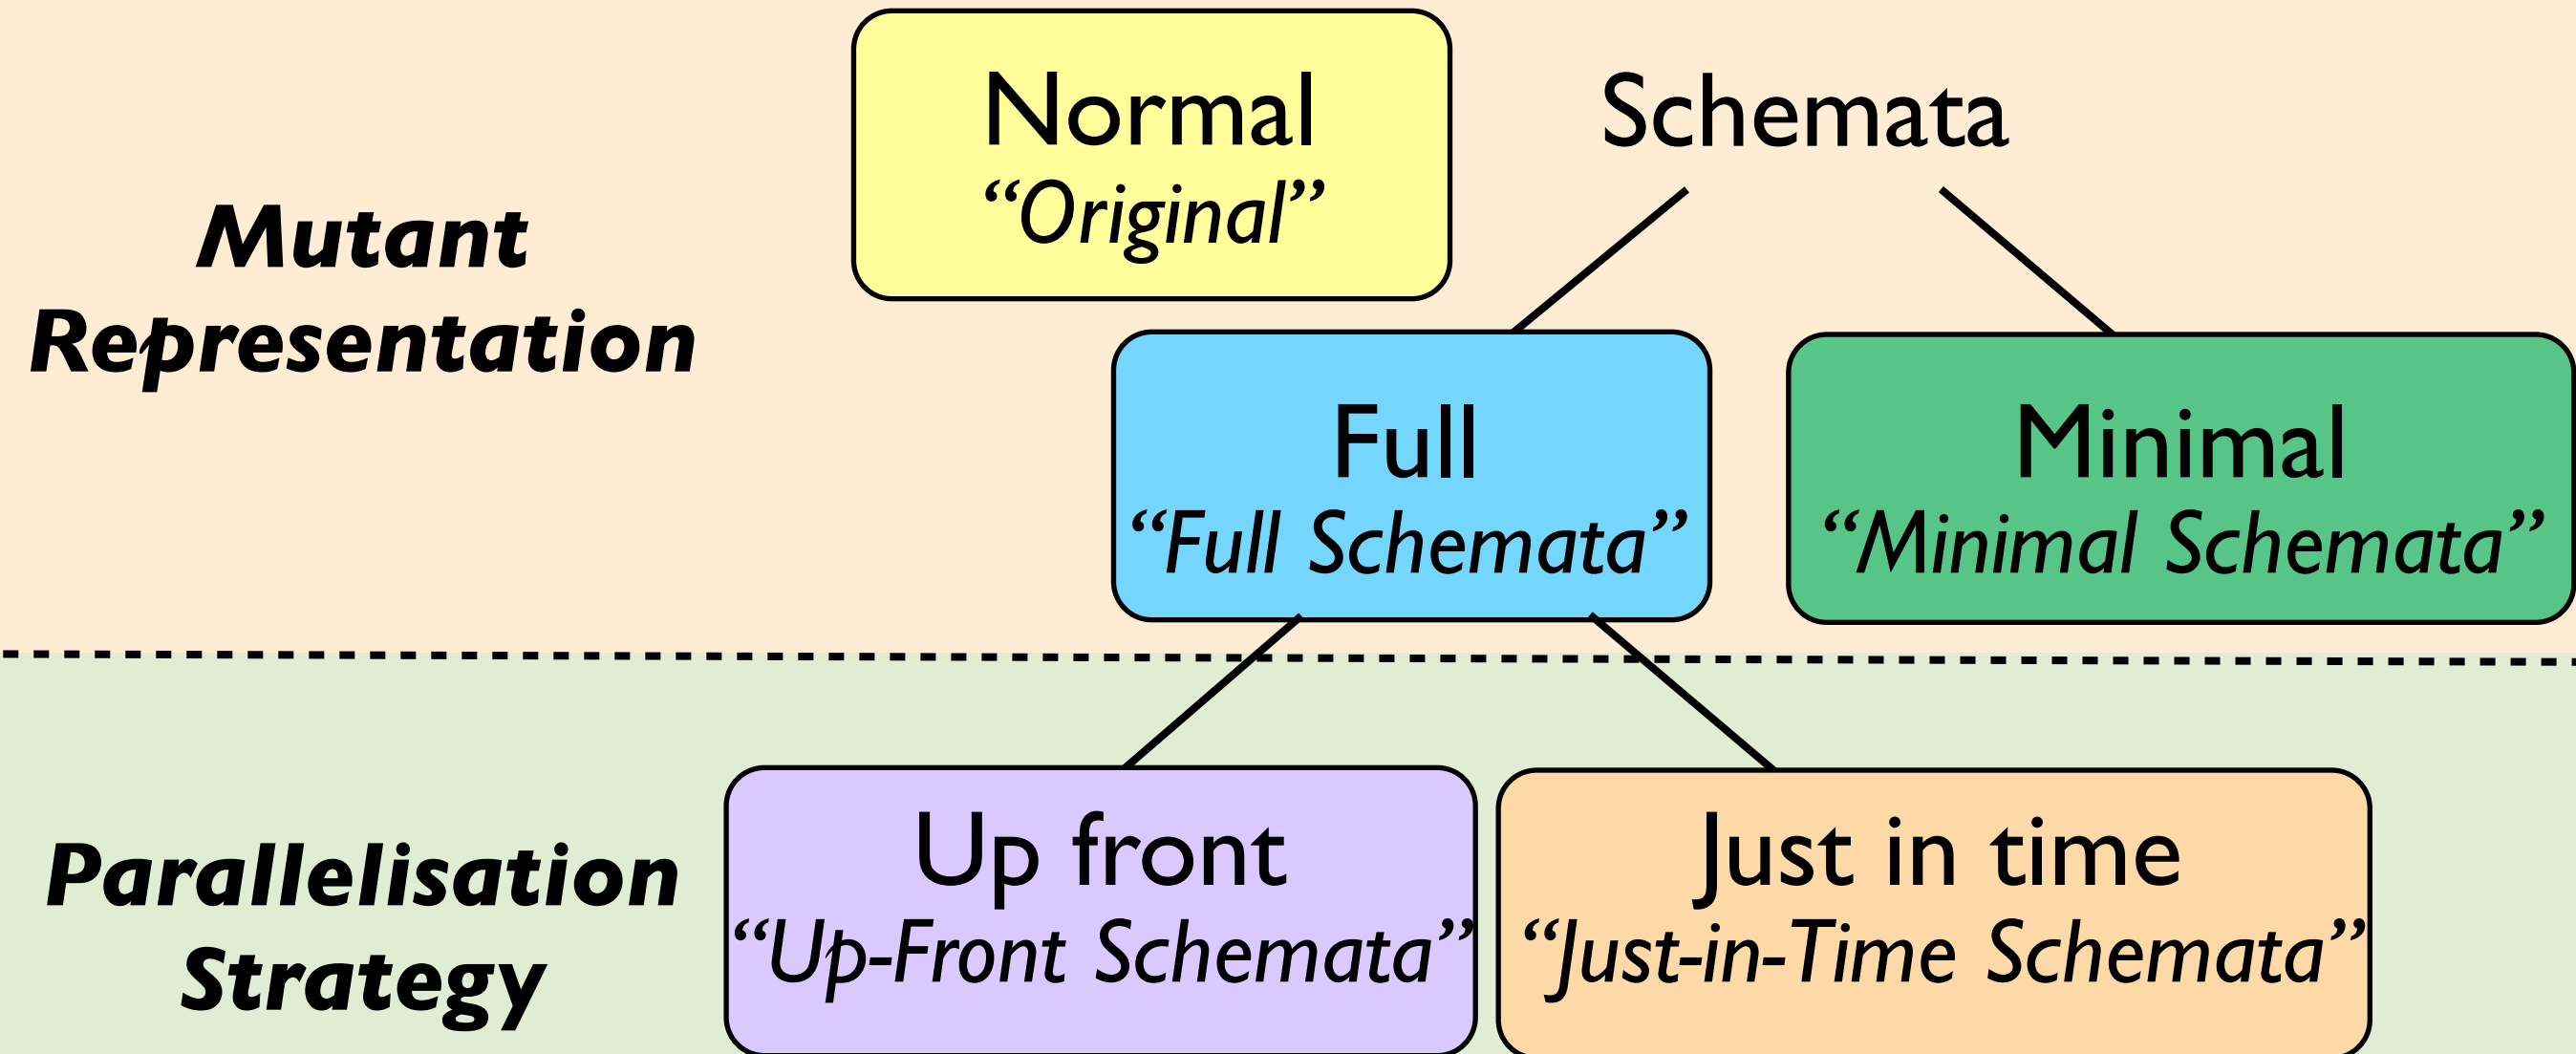 Mutant
Representation
Normal
“Original”
Schemata
Full
“Full Schemata”
Minimal
“Minimal Schemata”
Parallelisation
Strategy
Up front
“Up-Front Schemata”
Just in time
“Just-in-Time Schemata”